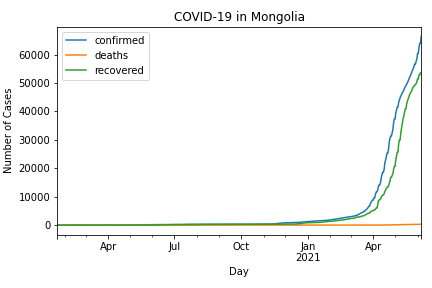 COVID-19 in Mongolia
confirmed
deaths
recovered
60000
50000
40000
30000
20000
10000
0
Number of Cases
Apr
Jul
Oct
Jan
2021
Apr
Day